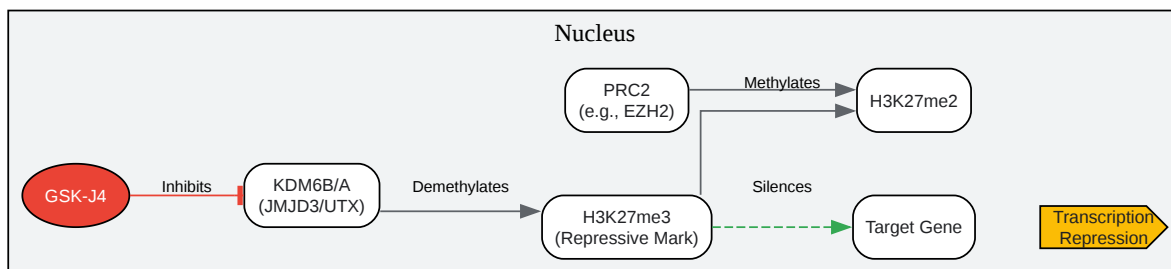 Nucleus
PRC2
(e.g., EZH2)
Methylates
H3K27me2
GSK-J4
Inhibits
KDM6B/A
(JMJD3/UTX)
Demethylates
H3K27me3
(Repressive Mark)
Silences
Target Gene
Transcription
Repression